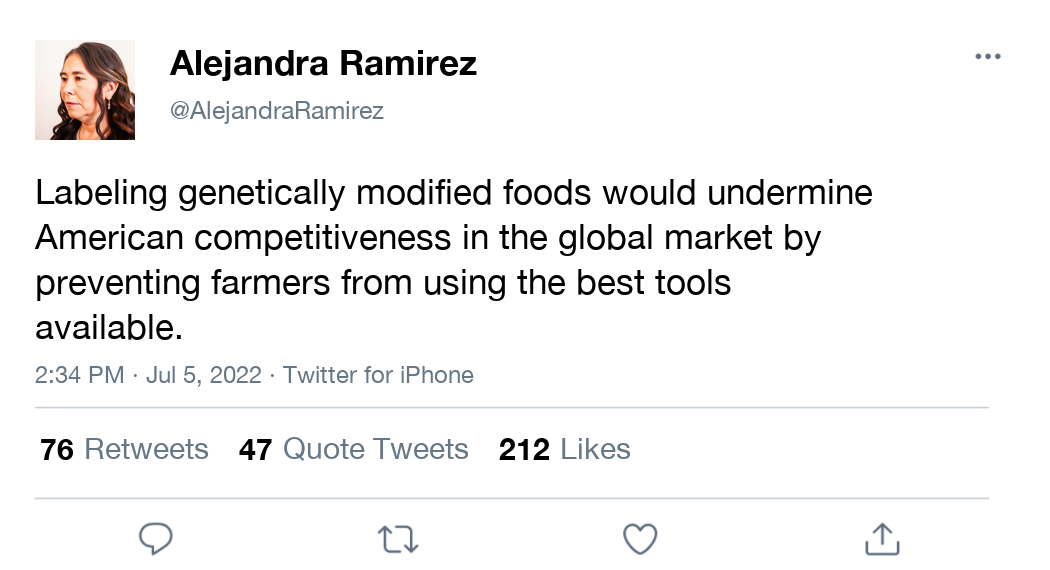 Alejandra Ramirez
@AlejandraRamirez
Labeling genetically modified foods would undermine
American competitiveness in the global market by
preventing farmers from using the best tools
available.
2:34 PM · Jul 5, 2022 · Twitter for iPhone
76 Retweets 47 Quote Tweets 212 Likes